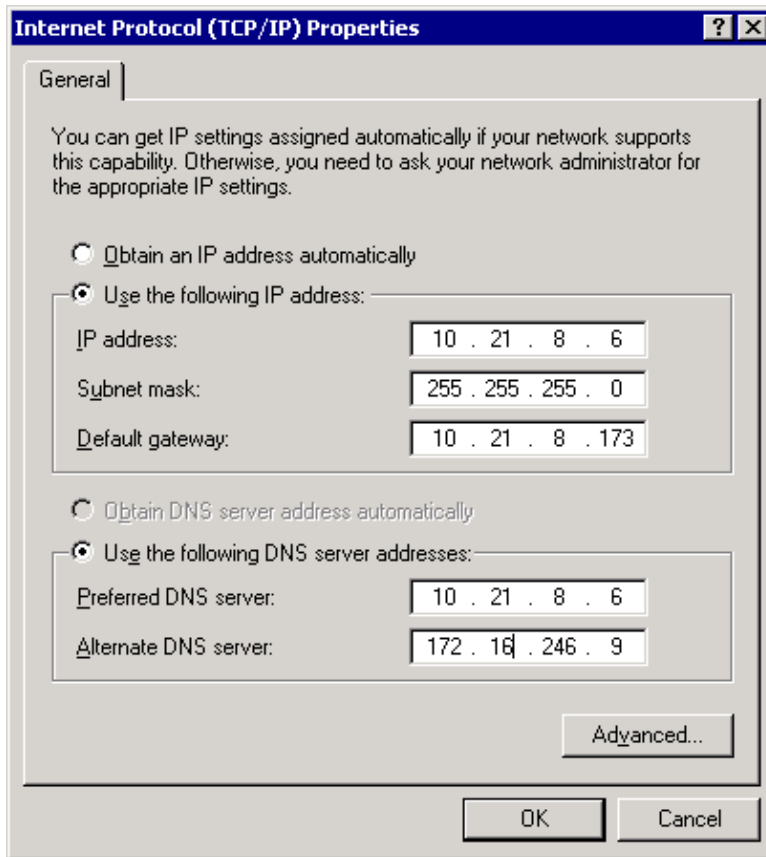 Internet Protocol (TCP/IP) Properties
General
You can get IP settings assigned automatically if your network supports
this capability. Otherwise, you need to ask your network administrator for
the appropriate IP settings.
Obtain an IP address automatically
Use the following IP address:
IP address: 10 . 21 . 8 . 6
Subnet mask: 255 . 255 . 255 . 0
Default gateway: 10 . 21 . 8 . 173
Obtain DNS server address automatically
Use the following DNS server addresses:
Preferred DNS server: 10 . 21 . 8 . 6
Alternate DNS server: 172 . 16 . 246 . 9
Advanced...
OK Cancel